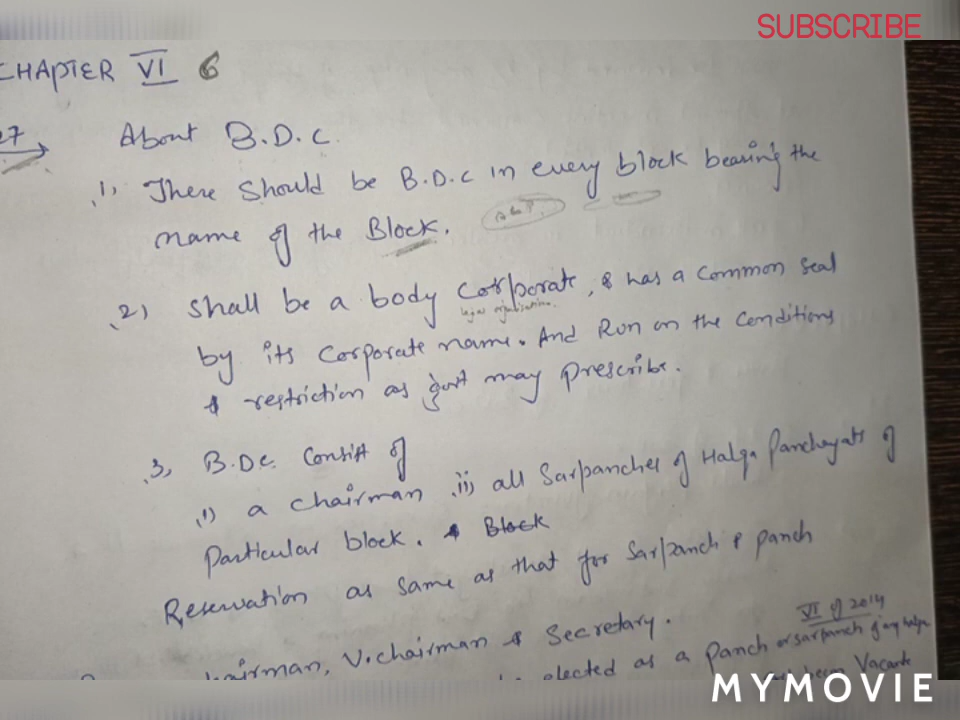 SUBSCRIBE
CHAPTER VI 6
27 About B.D.C.
1) There should be B.D.C in every block bearing the
name of the Block.
2) Shall be a body corporate, & has a common seal
by its corporate name. And Run on the conditions
& restriction as govt may prescribe.
3) B.DC. Consist of
i) a chairman ii) all Sarpanches of Halqa Panchayats of
Particular block. & Block
Reservation as same as that for Sarpanch & panch
VI of 2014
chairman, V.chairman & Secretary.
elected as a panch or sarpanch of any halqa
Vacant
MYMOVIE